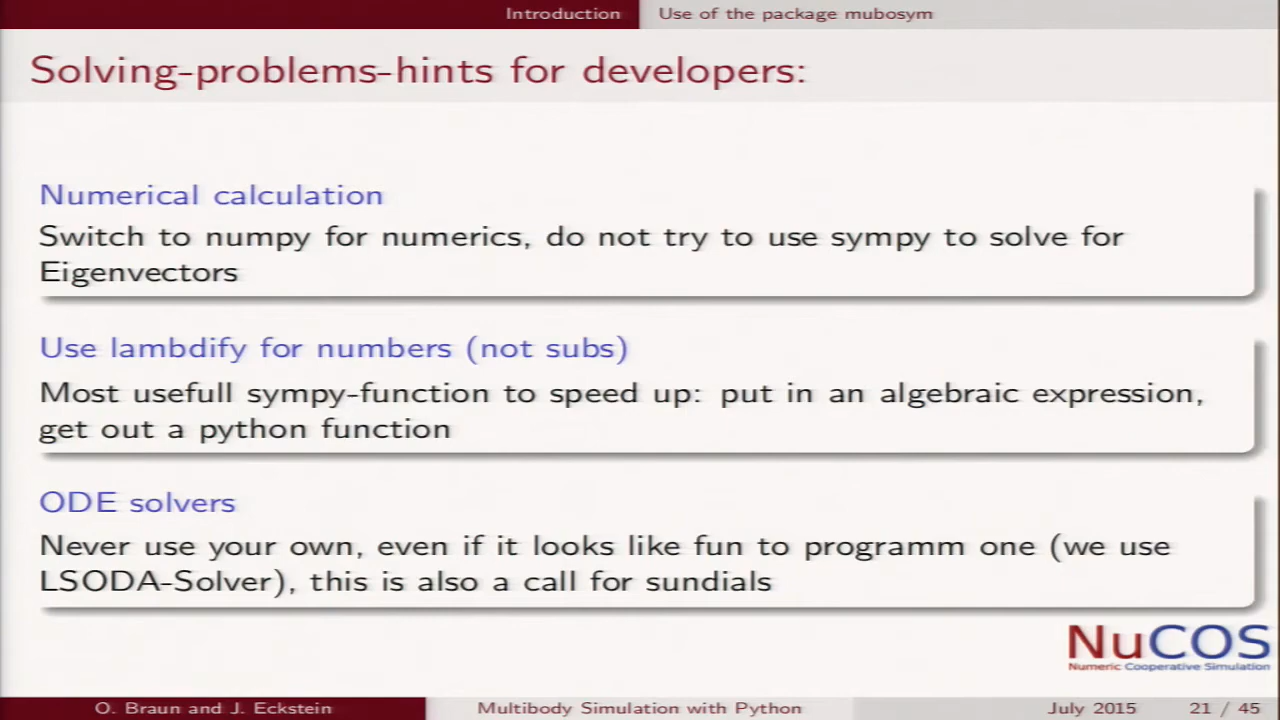 Introduction Use of the package mubosym
Solving-problems-hints for developers:
Numerical calculation
Switch to numpy for numerics, do not try to use sympy to solve for
Eigenvectors
Use lambdify for numbers (not subs)
Most usefull sympy-function to speed up: put in an algebraic expression,
get out a python function
ODE solvers
Never use your own, even if it looks like fun to programm one (we use
LSODA-Solver), this is also a call for sundials
NuCOS
Numeric Cooperative Simulation
O. Braun and J. Eckstein Multibody Simulation with Python July 2015 21 / 45